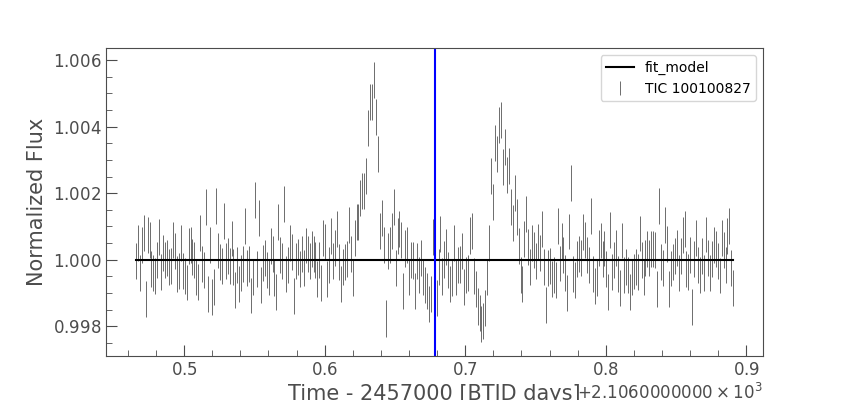 1.006
1.004
1.002
1.000
0.998
Normalized Flux
fit_model
TIC 100100827
0.5
0.6
0.7
0.8
0.9
Time - 2457000 [BTJD days]
+2.1060000000 × 10³